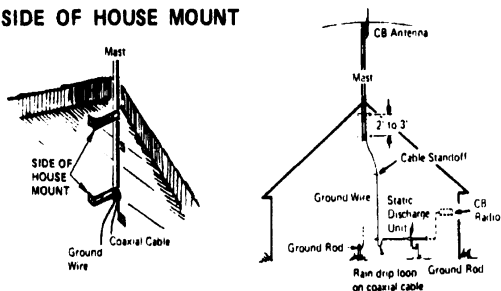 SIDE OF HOUSE MOUNT
Mast
SIDE OF
HOUSE
MOUNT
Ground
Wire
Coaxial Cable
CB Antenna
Mast
2' to 3'
Cable Standoff
Ground Wire
Static
Discharge
Unit
CB
Radio
Ground Rod
Rain drip loon
on coaxial cable
Ground Rod